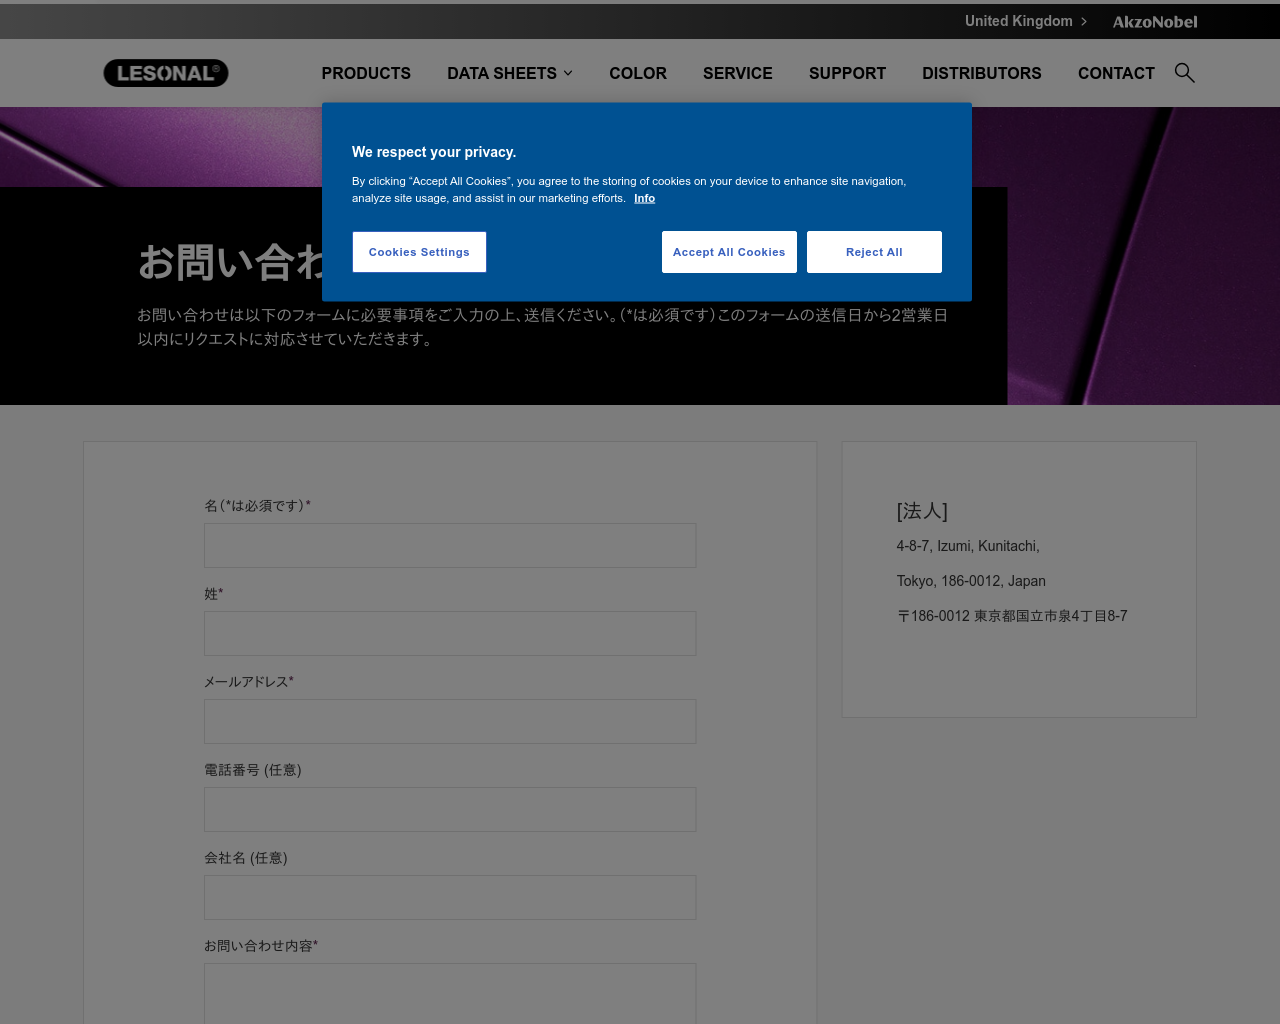 United Kingdom
AkzoNobel
LESONAL®
PRODUCTS
DATA SHEETS
COLOR
SERVICE
SUPPORT
DISTRIBUTORS
CONTACT
We respect your privacy.
By clicking “Accept All Cookies”, you agree to the storing of cookies on your device to enhance site navigation,
analyze site usage, and assist in our marketing efforts. Info
Cookies Settings
Accept All Cookies
Reject All
お問い合わ
お問い合わせは以下のフォームに必要事項をご入力の上、送信ください。（*は必須です）このフォームの送信日から2営業日
以内にリクエストに対応させていただきます。
名（*は必須です）*
姓*
メールアドレス*
電話番号 (任意)
会社名 (任意)
お問い合わせ内容*
[法人]
4-8-7, Izumi, Kunitachi,
Tokyo, 186-0012, Japan
〒186-0012 東京都国立市泉4丁目8-7